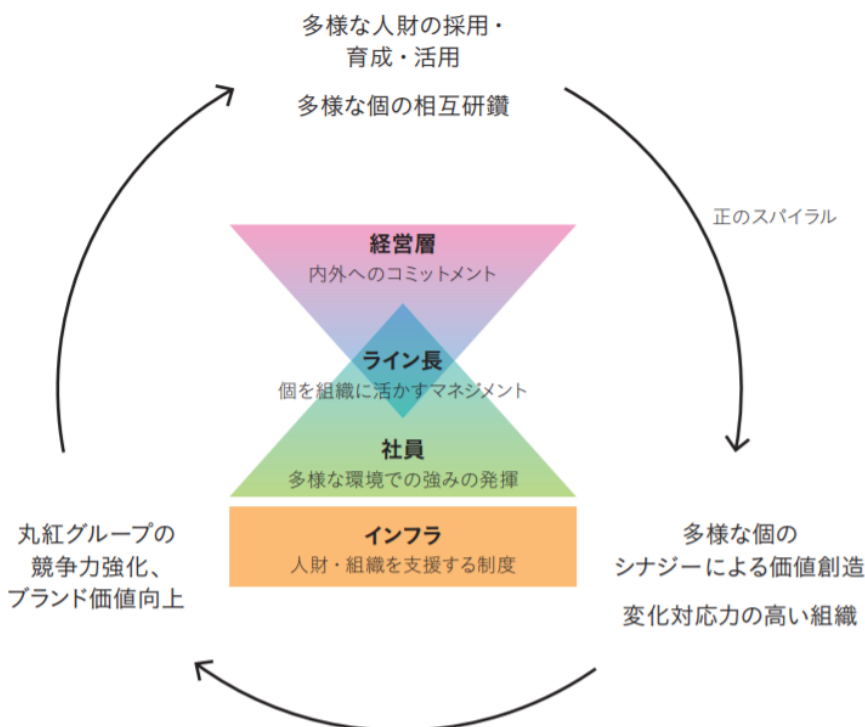 多様な人財の採用・
育成・活用
多様な個の相互研鑽
正のスパイラル
経営層
内外へのコミットメント
ライン長
個を組織に活かすマネジメント
社員
多様な環境での強みの発揮
インフラ
人財・組織を支援する制度
丸紅グループの
競争力強化、
ブランド価値向上
多様な個の
シナジーによる価値創造
変化対応力の高い組織